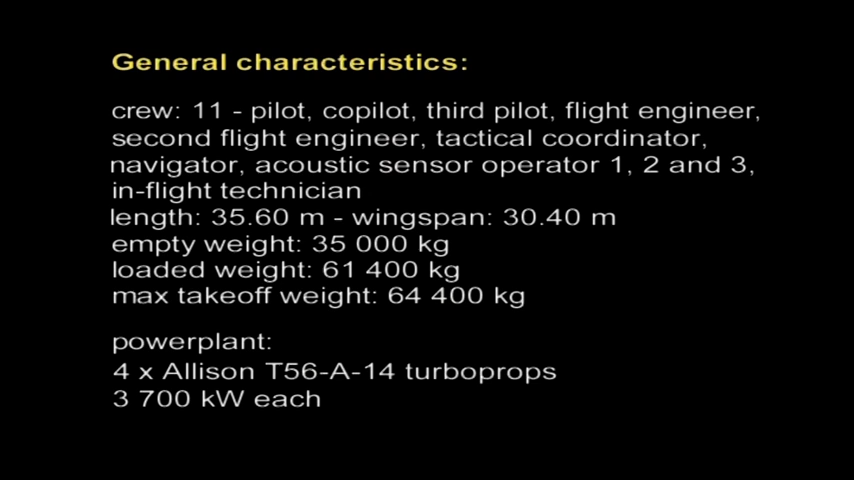 General characteristics:
crew: 11 - pilot, copilot, third pilot, flight engineer,
second flight engineer, tactical coordinator,
navigator, acoustic sensor operator 1, 2 and 3,
in-flight technician
length: 35.60 m - wingspan: 30.40 m
empty weight: 35 000 kg
loaded weight: 61 400 kg
max takeoff weight: 64 400 kg
powerplant:
4 x Allison T56-A-14 turboprops
3 700 kW each